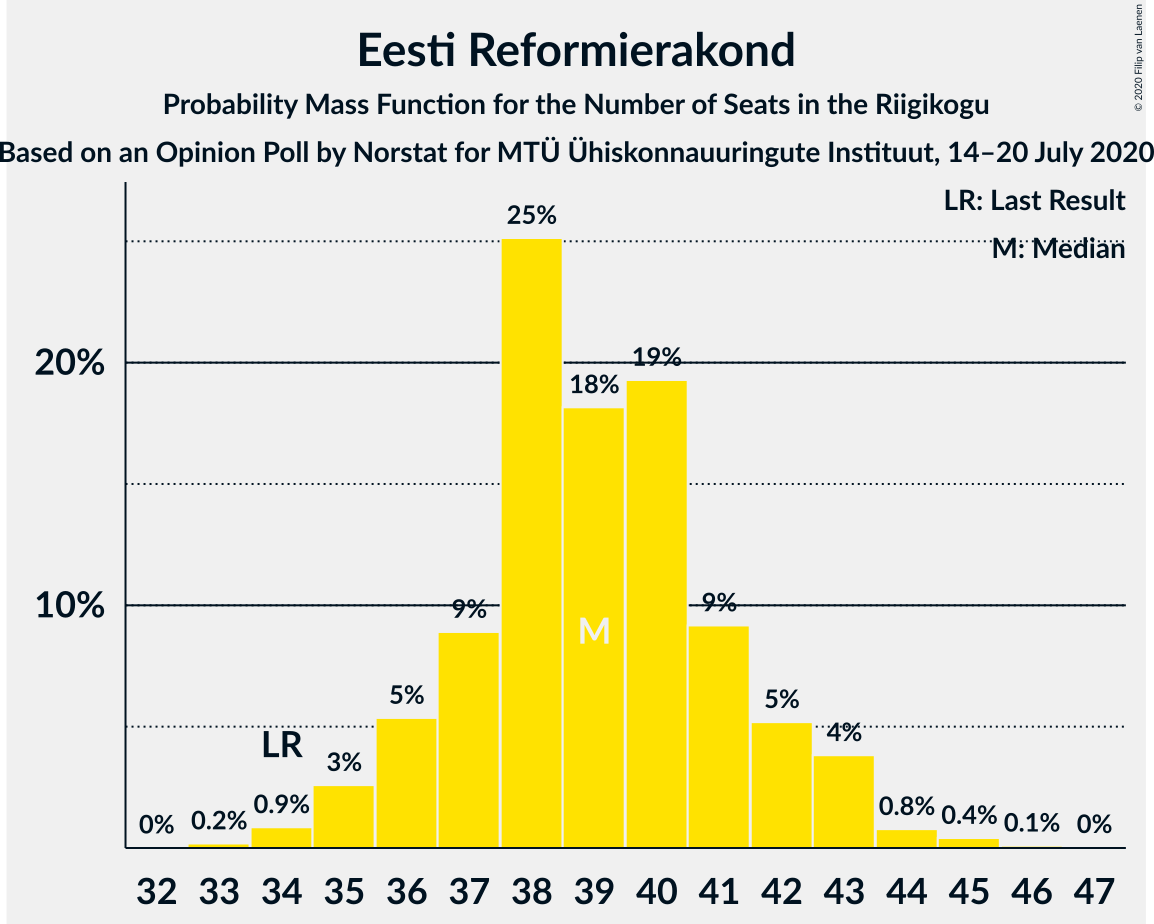 Eesti Reformierakond
Probability Mass Function for the Number of Seats in the Riigikogu
Based on an Opinion Poll by Norstat for MTÜ Ühiskonnauuringute Instituut, 14–20 July 2020
© 2020 Filip van Laenen
LR: Last Result
M: Median
25%
20%
19%
18%
10%
9%
9%
M
5%
5%
LR
4%
3%
0%
0.2%
0.9%
0.8%
0.4%
0.1%
0%
32 33 34 35 36 37 38 39 40 41 42 43 44 45 46 47